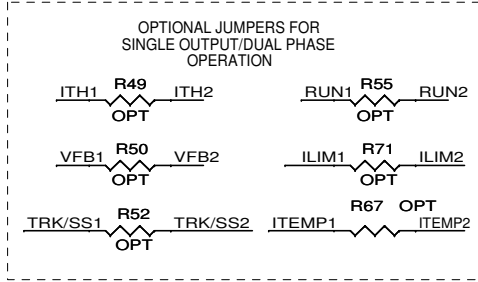 OPTIONAL JUMPERS FOR
SINGLE OUTPUT/DUAL PHASE
OPERATION
ITH1 R49 ITH2
OPT
RUN1 R55 RUN2
OPT
VFB1 R50 VFB2
OPT
ILIM1 R71 ILIM2
OPT
TRK/SS1 R52 TRK/SS2
OPT
R67 OPT
ITEMP1 ITEMP2